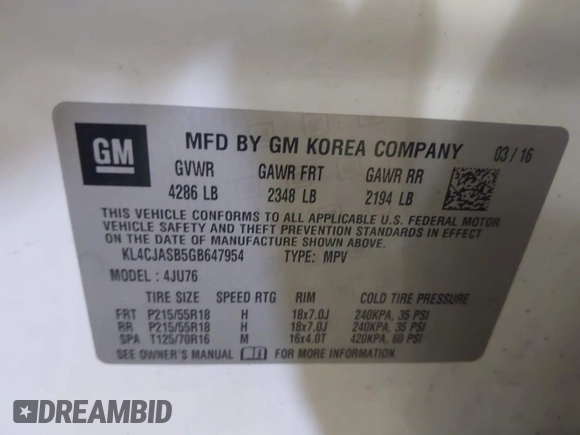 GM
MFD BY GM KOREA COMPANY 03 / 16
GVWR GAWR FRT GAWR RR
4286 LB 2348 LB 2194 LB
THIS VEHICLE CONFORMS TO ALL APPLICABLE U.S. FEDERAL MOTOR
VEHICLE SAFETY AND THEFT PREVENTION STANDARDS IN EFFECT ON
THE DATE OF MANUFACTURE SHOWN ABOVE.
KL4CJASB5GB647954 TYPE: MPV
MODEL : 4JU76
TIRE SIZE SPEED RTG RIM COLD TIRE PRESSURE
FRT P215/55R18 H 18x7.0J 240KPA, 35 PSI
RR P215/55R18 H 18x7.0J 240KPA, 35 PSI
SPA T125/70R16 M 16x4.0T 420KPA, 60 PSI
SEE OWNER'S MANUAL FOR MORE INFORMATION.
DREAMBID